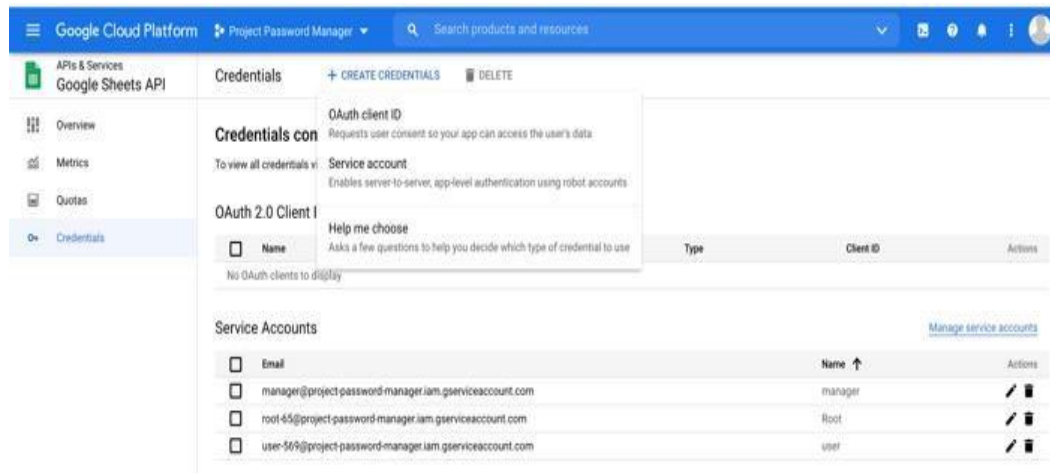 Google Cloud Platform
Project Password Manager
Search products and resources
APIs & Services
Google Sheets API
Credentials
+ CREATE CREDENTIALS
DELETE
Overview
Metrics
Quotas
Credentials
OAuth client ID
Requests user consent so your app can access the user's data
Service account
Enables server-to-server, app-level authentication using robot accounts
Help me choose
Asks a few questions to help you decide which type of credential to use
Credentials con
To view all credentials vi
OAuth 2.0 Client I
Name Type Client ID Actions
No OAuth clients to display
Service Accounts
Manage service accounts
Email Name Actions
manager@project-password-manager.iam.gserviceaccount.com manager
root-65@project-password-manager.iam.gserviceaccount.com Root
user-569@project-password-manager.iam.gserviceaccount.com user